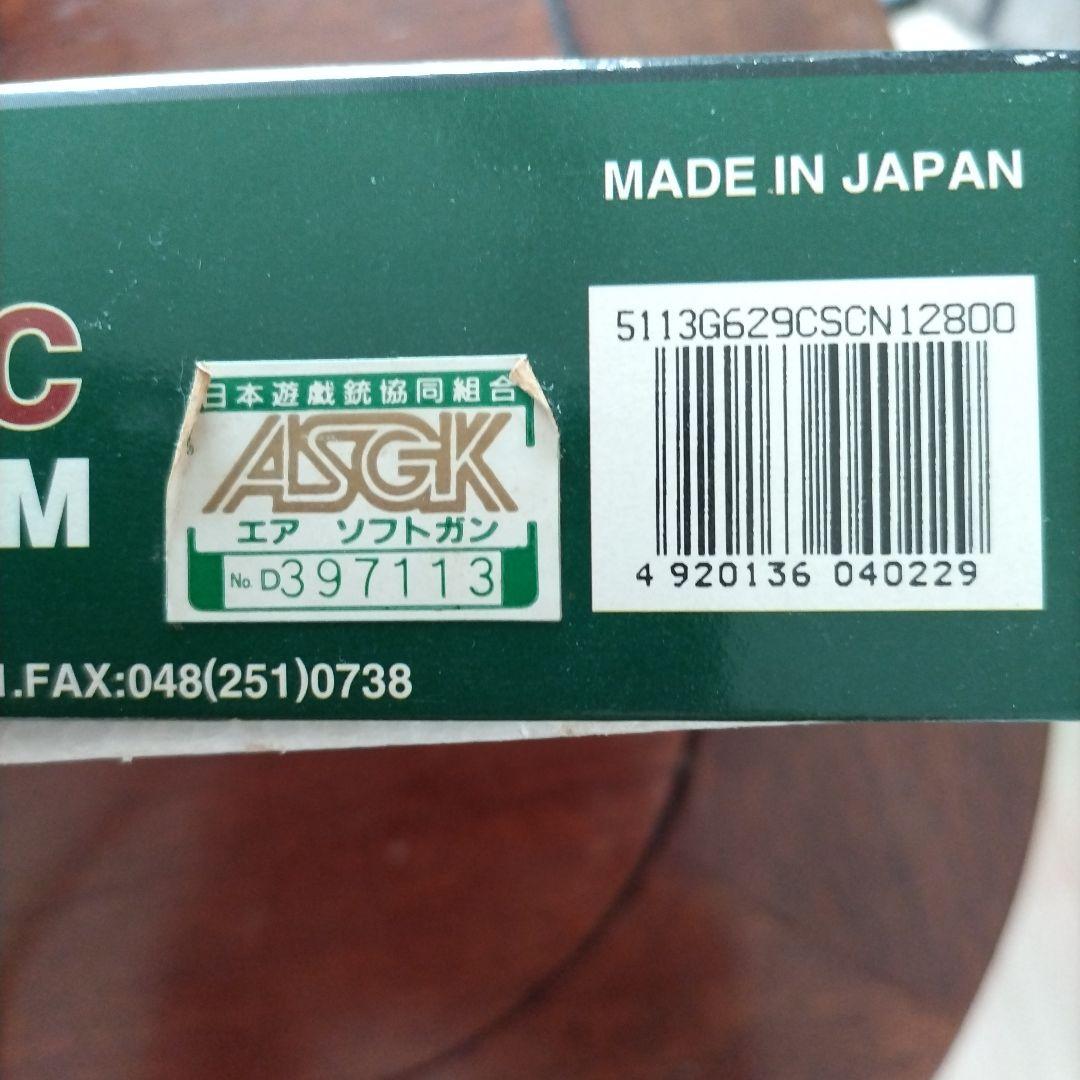 MADE IN JAPAN
5113G629CSCN12800
4 920136 040229
C
M
日本遊戯銃協同組合
ASGK
エア ソフトガン
No. D397113
1.FAX:048(251)0738